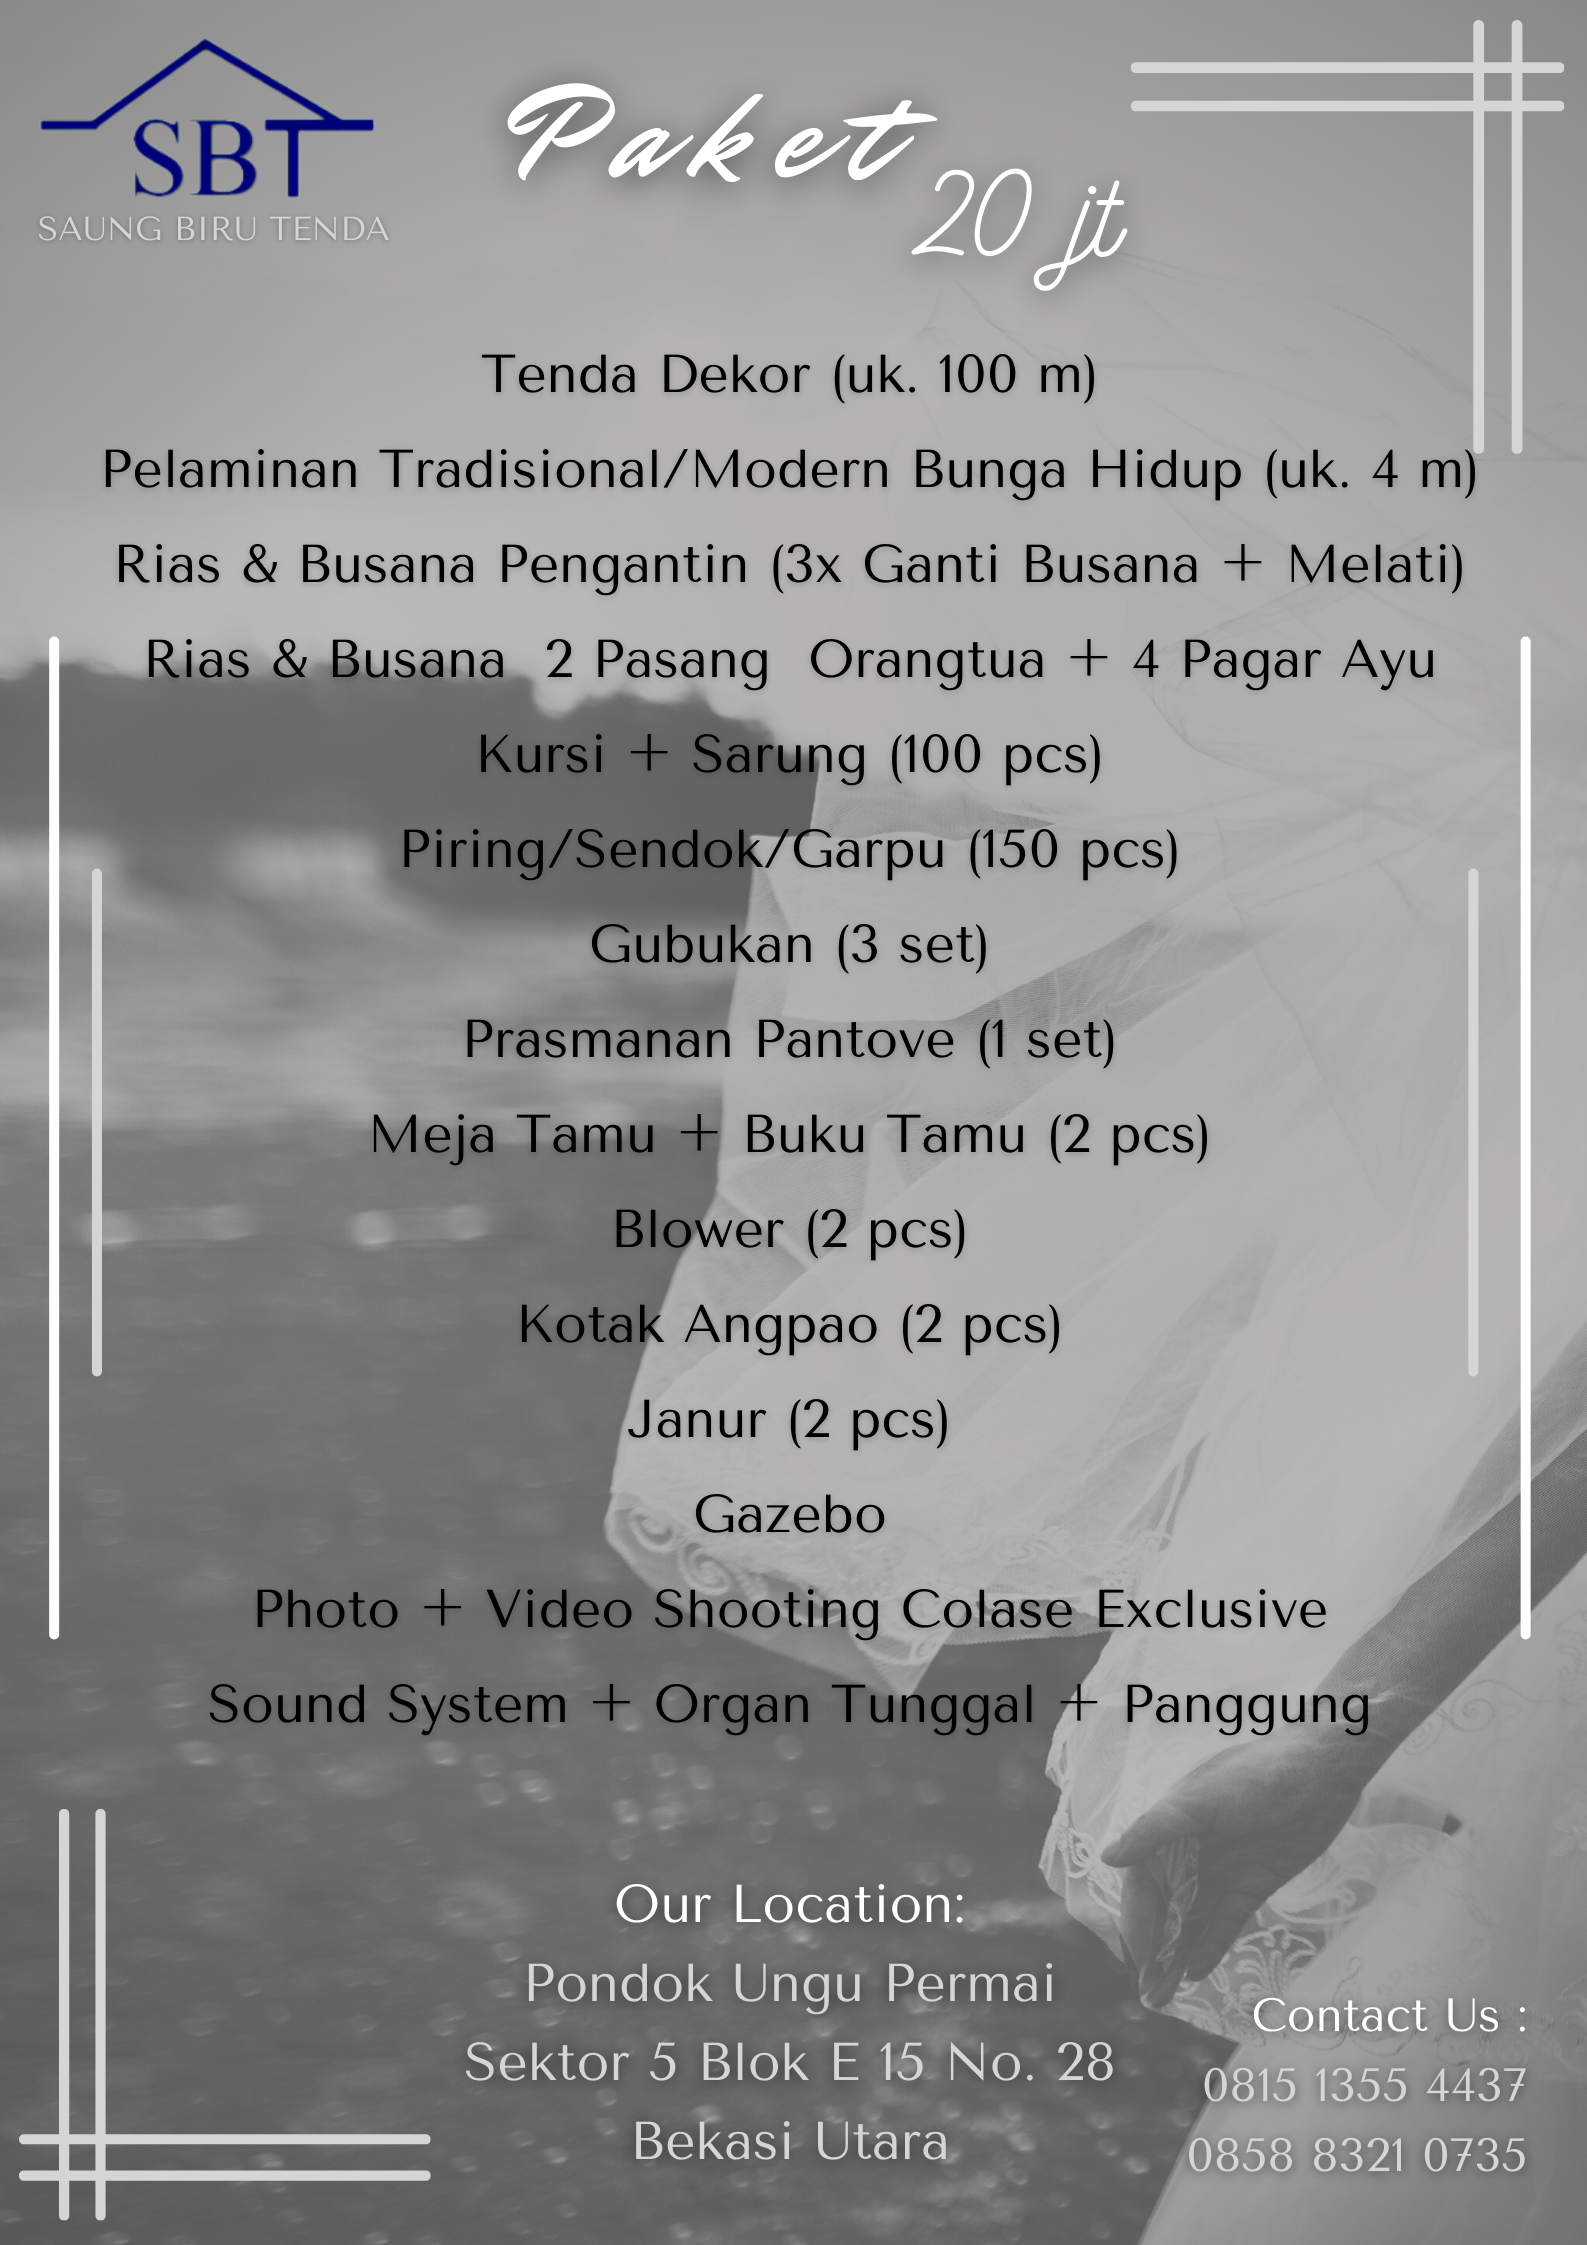 SBT
SAUNG BIRU TENDA
Paket
20 jt
Tenda Dekor (uk. 100 m)
Pelaminan Tradisional/Modern Bunga Hidup (uk. 4 m)
Rias & Busana Pengantin (3x Ganti Busana + Melati)
Rias & Busana 2 Pasang Orangtua + 4 Pagar Ayu
Kursi + Sarung (100 pcs)
Piring/Sendok/Garpu (150 pcs)
Gubukan (3 set)
Prasmanan Pantove (1 set)
Meja Tamu + Buku Tamu (2 pcs)
Blower (2 pcs)
Kotak Angpao (2 pcs)
Janur (2 pcs)
Gazebo
Photo + Video Shooting Colase Exclusive
Sound System + Organ Tunggal + Panggung
Our Location:
Pondok Ungu Permai
Sektor 5 Blok E 15 No. 28
Bekasi Utara
Contact Us :
0815 1355 4437
0858 8321 0735